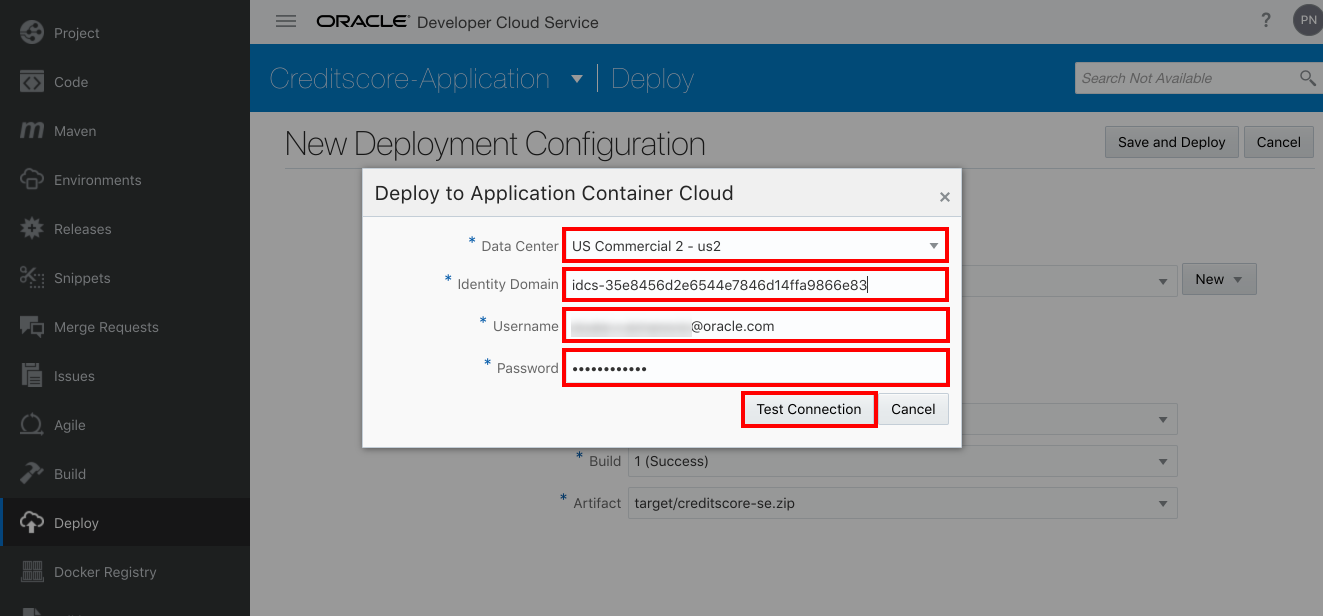 Project
Code
Maven
Environments
Releases
Snippets
Merge Requests
Issues
Agile
Build
Deploy
Docker Registry
ORACLE® Developer Cloud Service
? PN
Creditscore-Application Deploy
Search Not Available
New Deployment Configuration
Save and Deploy Cancel
Deploy to Application Container Cloud
×
* Data Center US Commercial 2 - us2
* Identity Domain idcs-35e8456d2e6544e7846d14ffa9866e83
New
* Username @oracle.com
* Password ••••••••••••
Test Connection Cancel
* Build 1 (Success)
* Artifact target/creditscore-se.zip